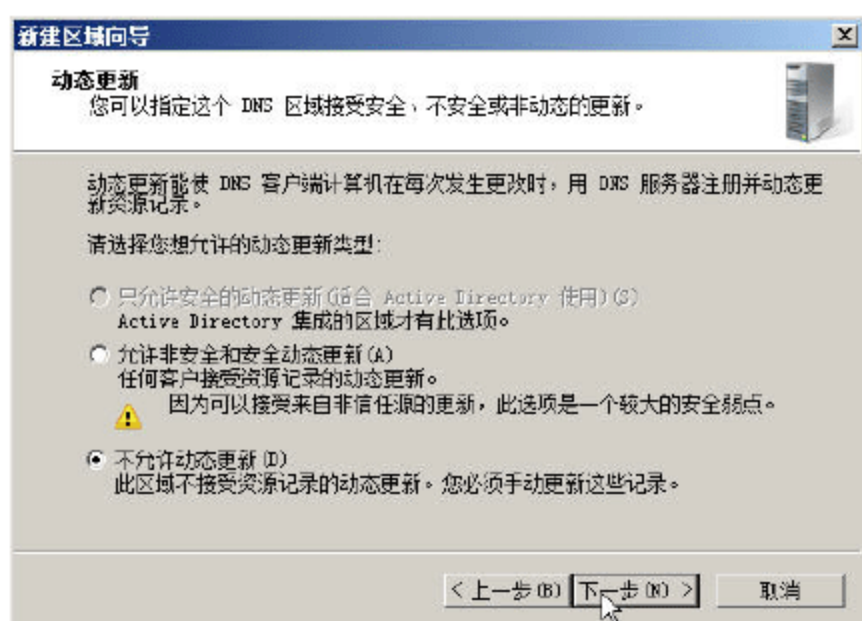 新建区域向导
动态更新
您可以指定这个 DNS 区域接受安全、不安全或非动态的更新。
动态更新能使 DNS 客户端计算机在每次发生更改时，用 DNS 服务器注册并动态更
新资源记录。
请选择您想允许的动态更新类型:
只允许安全的动态更新(适合 Active Directory 使用)(S)
Active Directory 集成的区域才有此选项。
允许非安全和安全动态更新(A)
任何客户接受资源记录的动态更新。
因为可以接受来自非信任源的更新，此选项是一个较大的安全弱点。
不允许动态更新(D)
此区域不接受资源记录的动态更新。您必须手动更新这些记录。
< 上一步(B) 下一步(N) > 取消